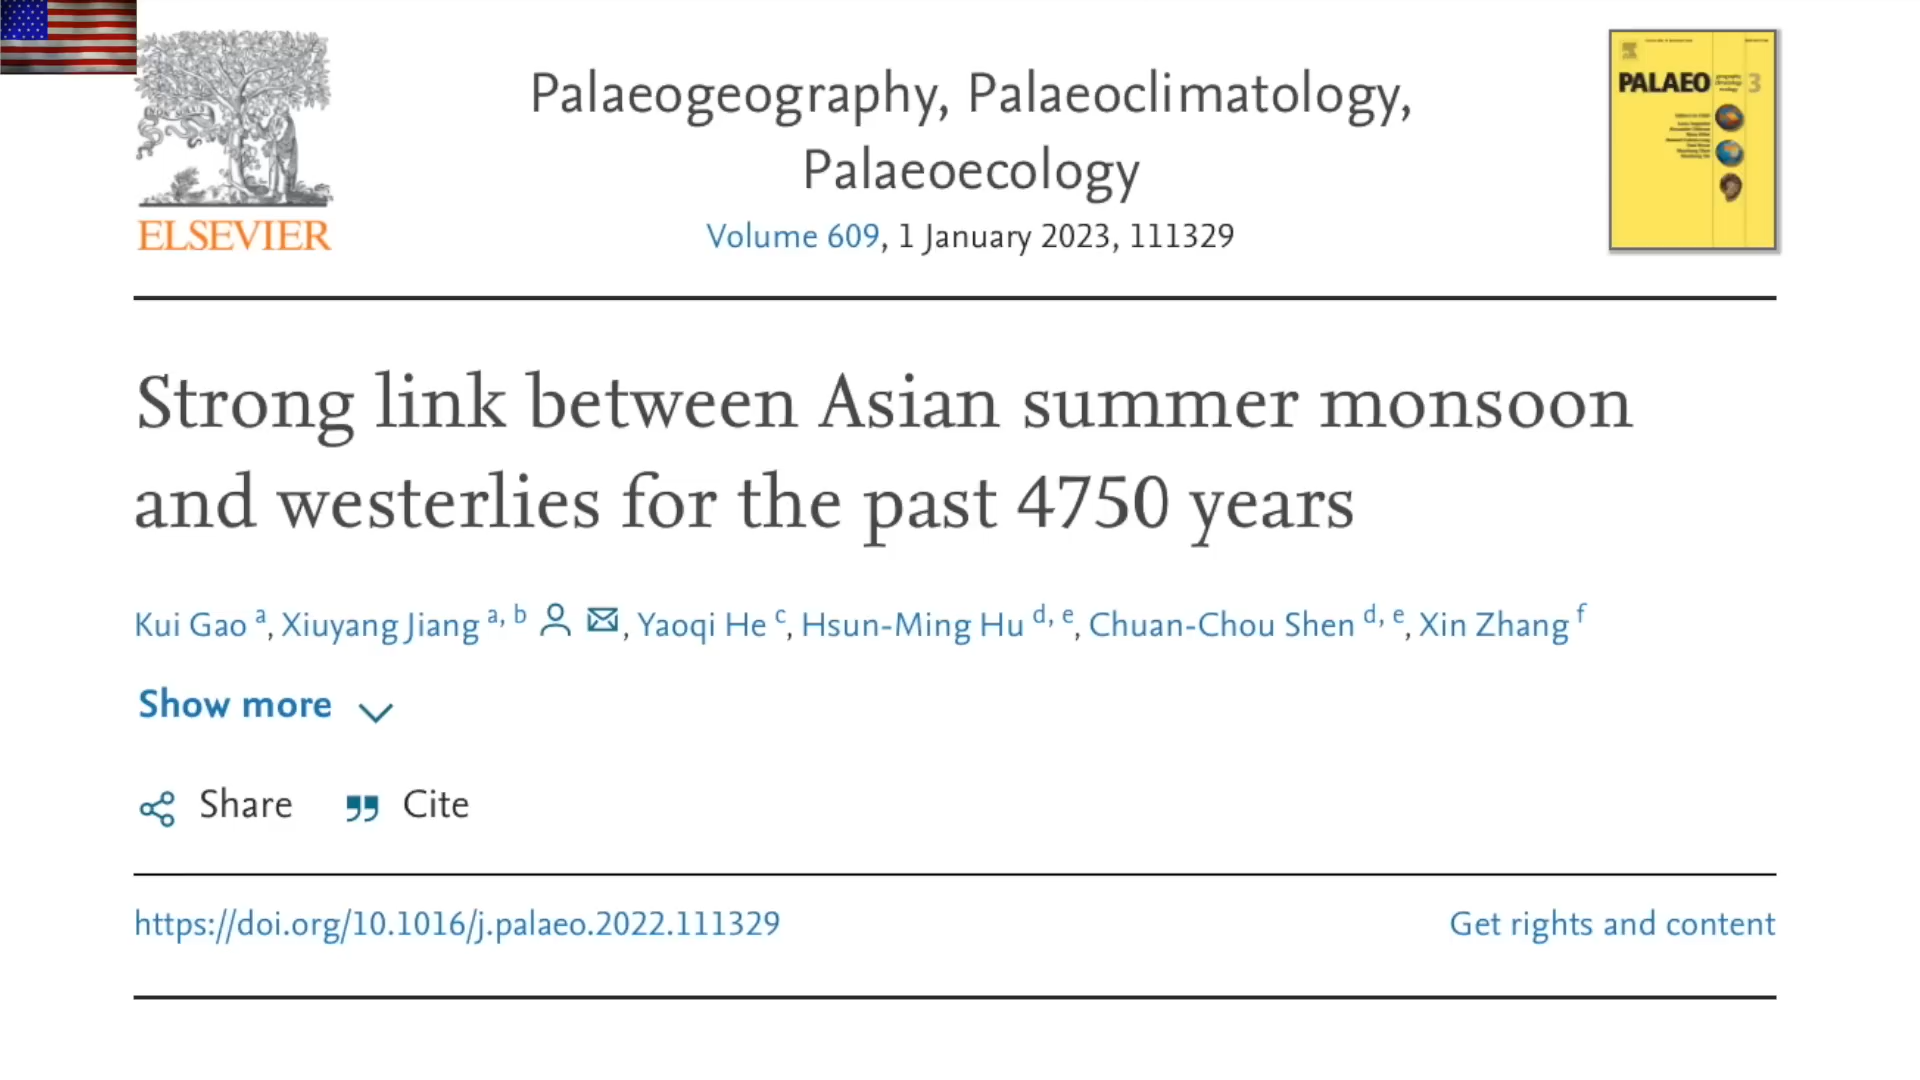 Palaeogeography, Palaeoclimatology,
Palaeoecology
Volume 609, 1 January 2023, 111329
ELSEVIER
PALAEO 3
Strong link between Asian summer monsoon
and westerlies for the past 4750 years
Kui Gao a, Xiuyang Jiang a, b, Yaoqi He c, Hsun-Ming Hu d, e, Chuan-Chou Shen d, e, Xin Zhang f
Show more
Share Cite
https://doi.org/10.1016/j.palaeo.2022.111329 Get rights and content